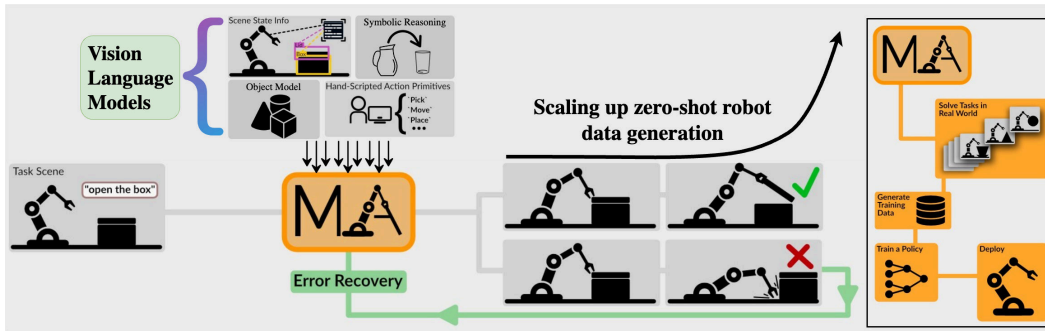 Vision
Language
Models
Scene State Info
Symbolic Reasoning
Object Model
Hand-Scripted Action Primitives
`Pick`
`Move`
`Place`
•••
Task Scene
"open the box"
MA
Error Recovery
Scaling up zero-shot robot
data generation
MA
Solve Tasks in
Real World
Generate
Training
Data
Train a Policy
Deploy